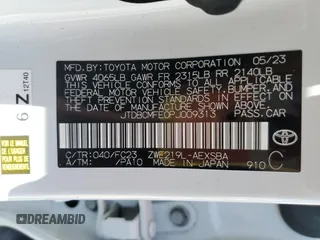 MFD.BY:TOYOTA MOTOR CORPORATION 05/23
GVWR 4065LB GAWR FR 2315LB RR 2140LB
THIS VEHICLE CONFORMS TO ALL APPLICABLE
FEDERAL MOTOR VEHICLE SAFETY, BUMPER, AND
THEFT PREVENTION STANDARDS IN EFFECT ON
THE DATE OF MANUFACTURE SHOWN ABOVE.
JTDBCMFE0PJ009313 PASS.CAR
C/TR:040/FC23 ZWE219L-AEXSBA
A/TM: /PA10 MADE IN JAPAN 910
C
TOYOTA
12T40
DREAMBID